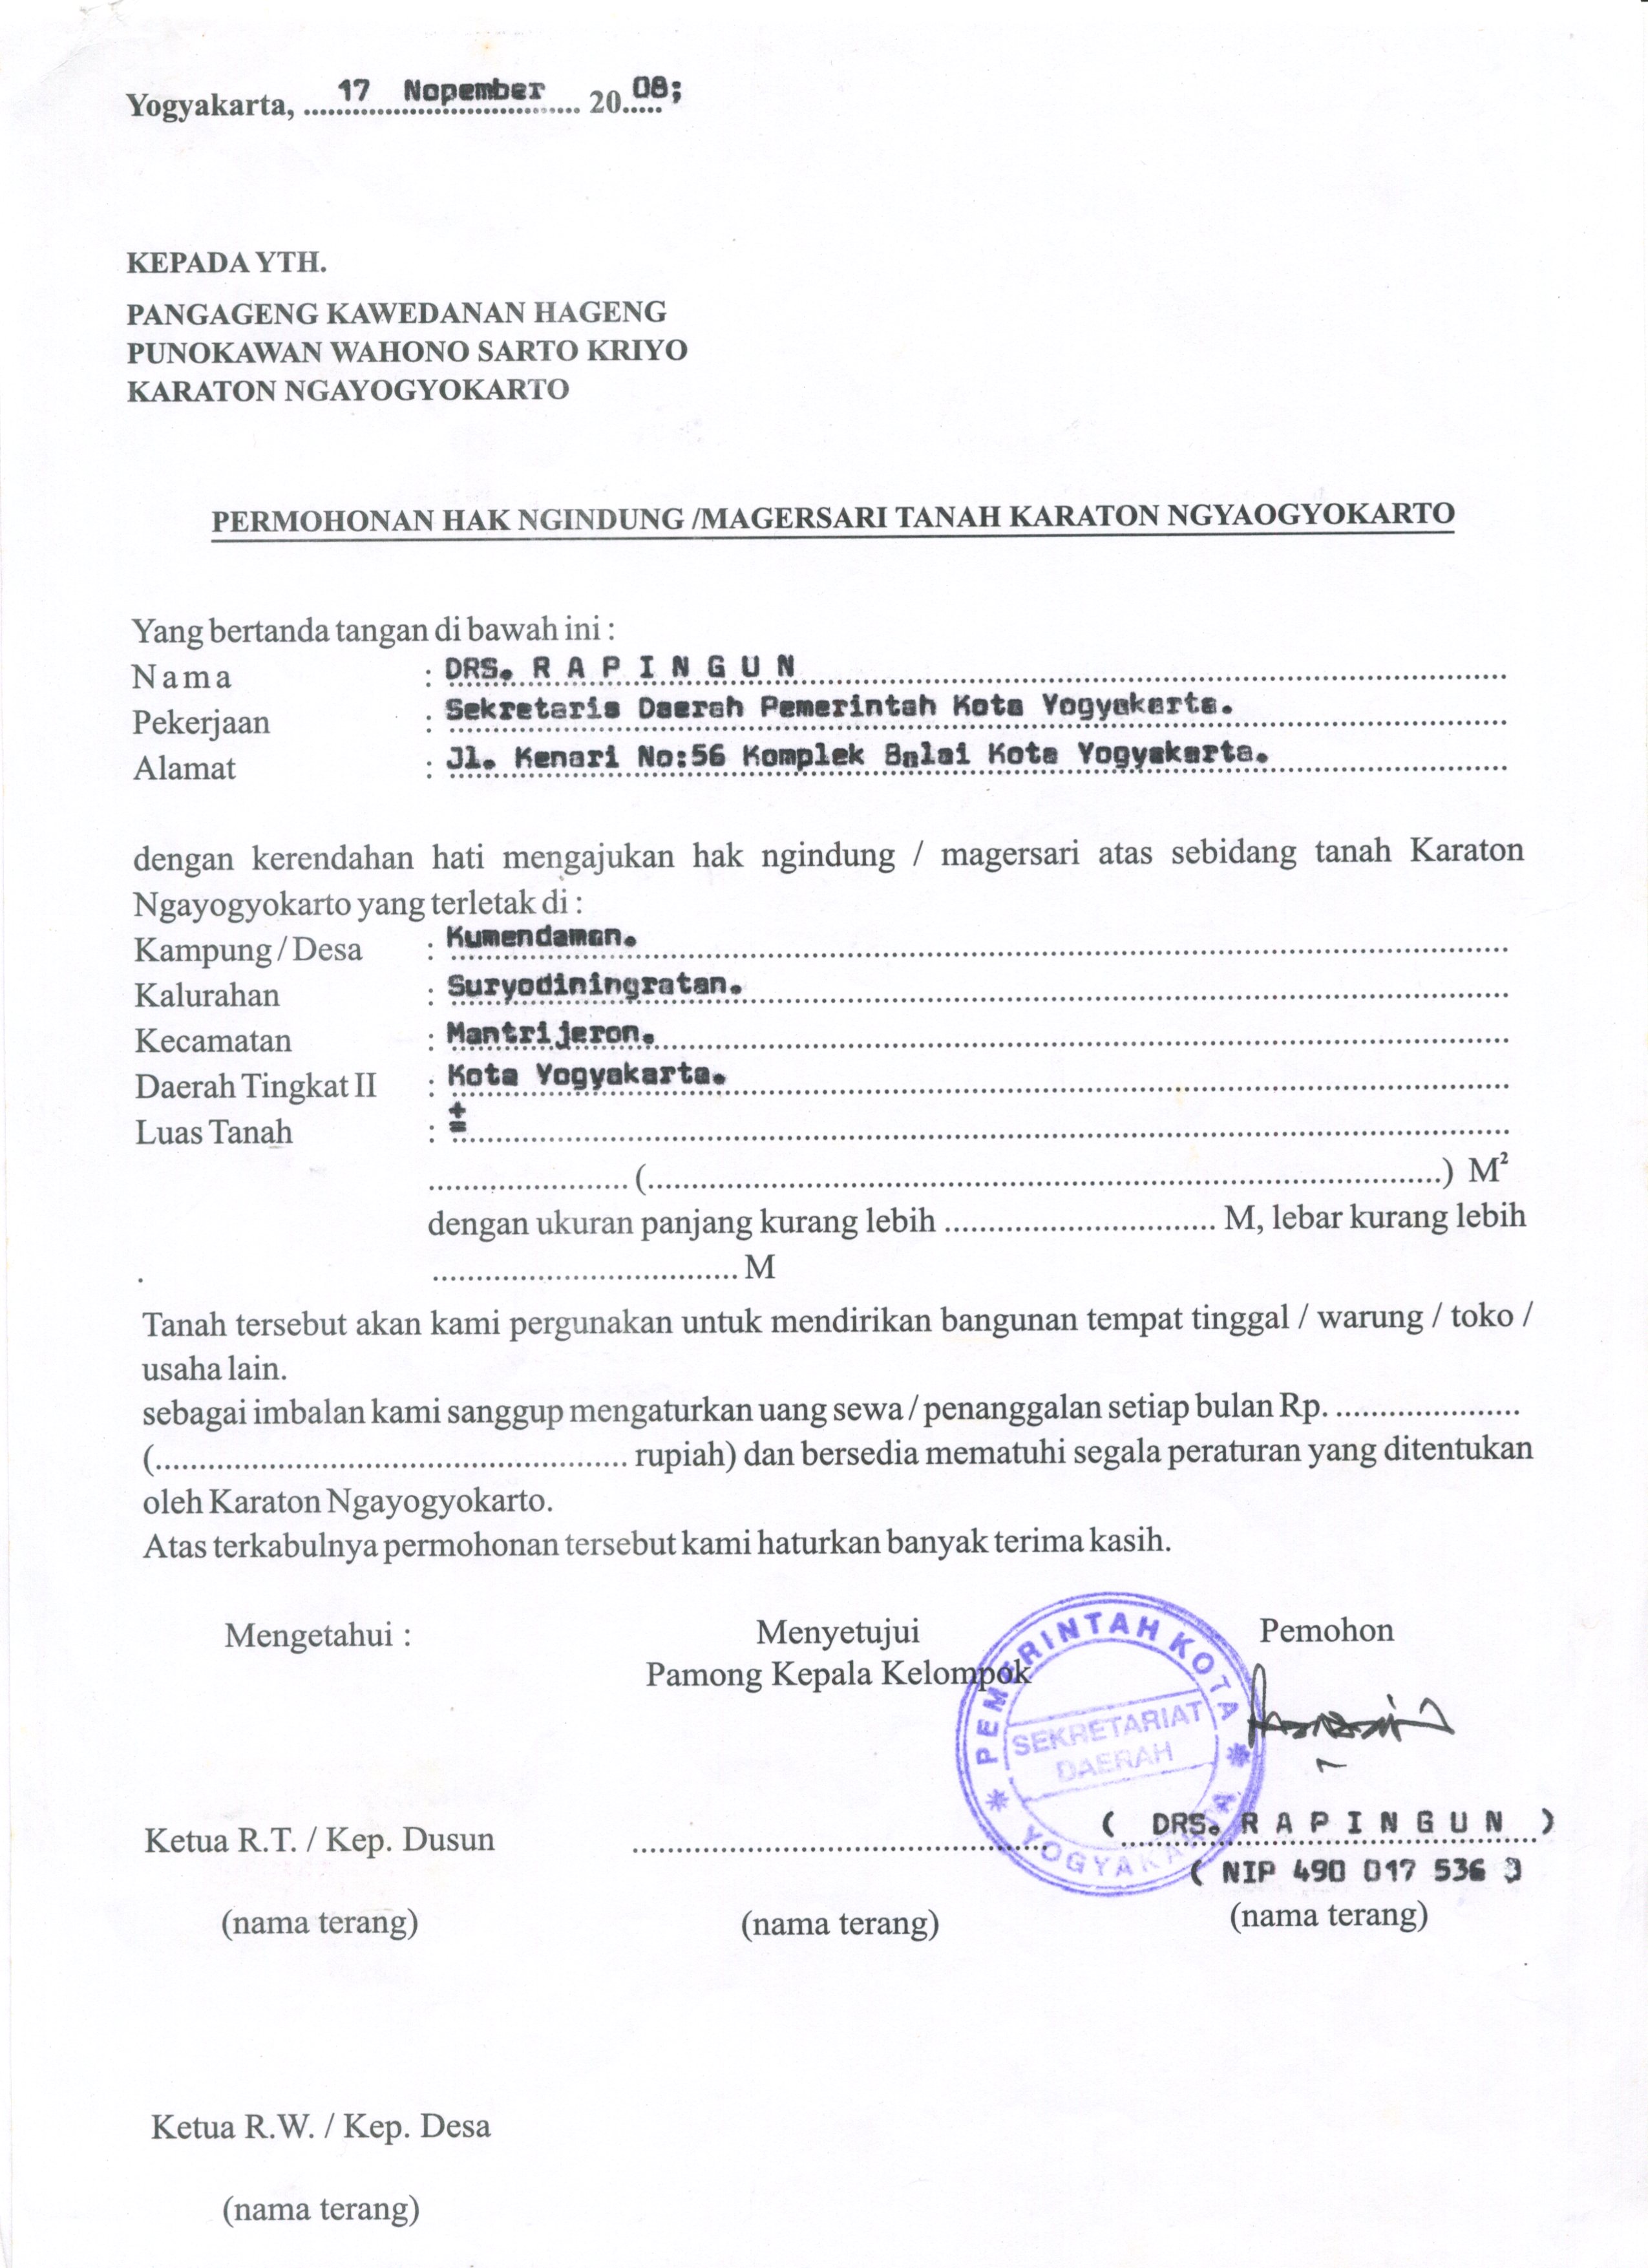 Yogyakarta, 17 Nopember 2008;
KEPADA YTH.
PANGAGENG KAWEDANAN HAGENG
PUNOKAWAN WAHONO SARTO KRIYO
KARATON NGAYOGYOKARTO
PERMOHONAN HAK NGINDUNG /MAGERSARI TANAH KARATON NGYAOGYOKARTO
Yang bertanda tangan di bawah ini :
Nama : DRS. R A P I N G U N
Pekerjaan : Sekretaris Daerah Pemerintah Kota Yogyakarta.
Alamat : Jl. Kenari No:56 Komplek Balai Kota Yogyakarta.
dengan kerendahan hati mengajukan hak ngindung / magersari atas sebidang tanah Karaton
Ngayogyokarto yang terletak di :
Kampung / Desa : Kumendaman.
Kalurahan : Suryodiningratan.
Kecamatan : Mantrijeron.
Daerah Tingkat II : Kota Yogyakarta.
Luas Tanah : ±
...................... (..............................) M²
dengan ukuran panjang kurang lebih .............................. M, lebar kurang lebih
.................................. M
Tanah tersebut akan kami pergunakan untuk mendirikan bangunan tempat tinggal / warung / toko /
usaha lain.
sebagai imbalan kami sanggup mengaturkan uang sewa / penanggalan setiap bulan Rp. .....................
(..................................................... rupiah) dan bersedia mematuhi segala peraturan yang ditentukan
oleh Karaton Ngayogyokarto.
Atas terkabulnya permohonan tersebut kami haturkan banyak terima kasih.
Mengetahui : Menyetujui Pemohon
Pamong Kepala Kelompok
PEMERINTAH KOTA
SEKRETARIAT
DAERAH
YOGYAKARTA
Ketua R.T. / Kep. Dusun .............................................. ( DRS. R A P I N G U N )
( NIP 490 017 536 )
(nama terang) (nama terang) (nama terang)
Ketua R.W. / Kep. Desa
(nama terang)